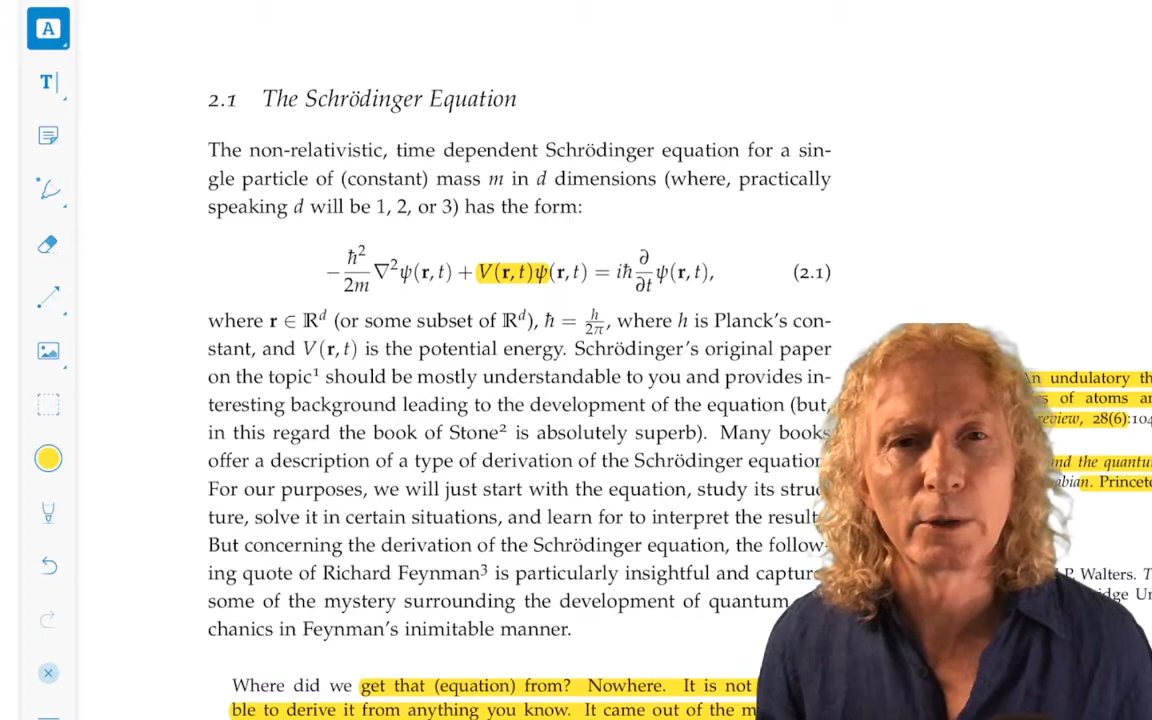 A
T
2.1 The Schrödinger Equation
The non-relativistic, time dependent Schrödinger equation for a sin-
gle particle of (constant) mass m in d dimensions (where, practically
speaking d will be 1, 2, or 3) has the form:
−ℏ²/2m ∇²ψ(r, t) + V(r, t)ψ(r, t) = iℏ ∂/∂t ψ(r, t), (2.1)
where r ∈ ℝᵈ (or some subset of ℝᵈ), ℏ = h/2π, where h is Planck's con-
stant, and V(r, t) is the potential energy. Schrödinger's original paper
on the topic¹ should be mostly understandable to you and provides in-
teresting background leading to the development of the equation (but,
in this regard the book of Stone² is absolutely superb). Many books
offer a description of a type of derivation of the Schrödinger equation
For our purposes, we will just start with the equation, study its struc
ture, solve it in certain situations, and learn for to interpret the result
But concerning the derivation of the Schrödinger equation, the follow-
ing quote of Richard Feynman³ is particularly insightful and capture
some of the mystery surrounding the development of quantum
chanics in Feynman's inimitable manner.
Where did we get that (equation) from? Nowhere. It is not
ble to derive it from anything you know. It came out of the m
An undulatory th
s of atoms an
review, 28(6):104
nd the quantu
bian. Princeto
P. Walters. T
idge Un